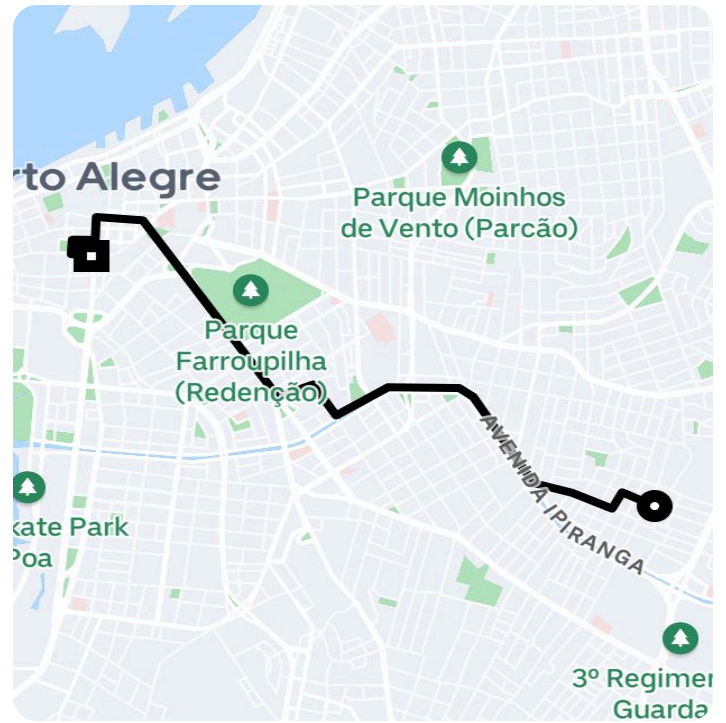 rto Alegre
Parque Moinhos
de Vento (Parcão)
Parque
Farroupilha
(Redenção)
AVENIDA IPIRANGA
kate Park
Poa
3º Regimen
Guarda